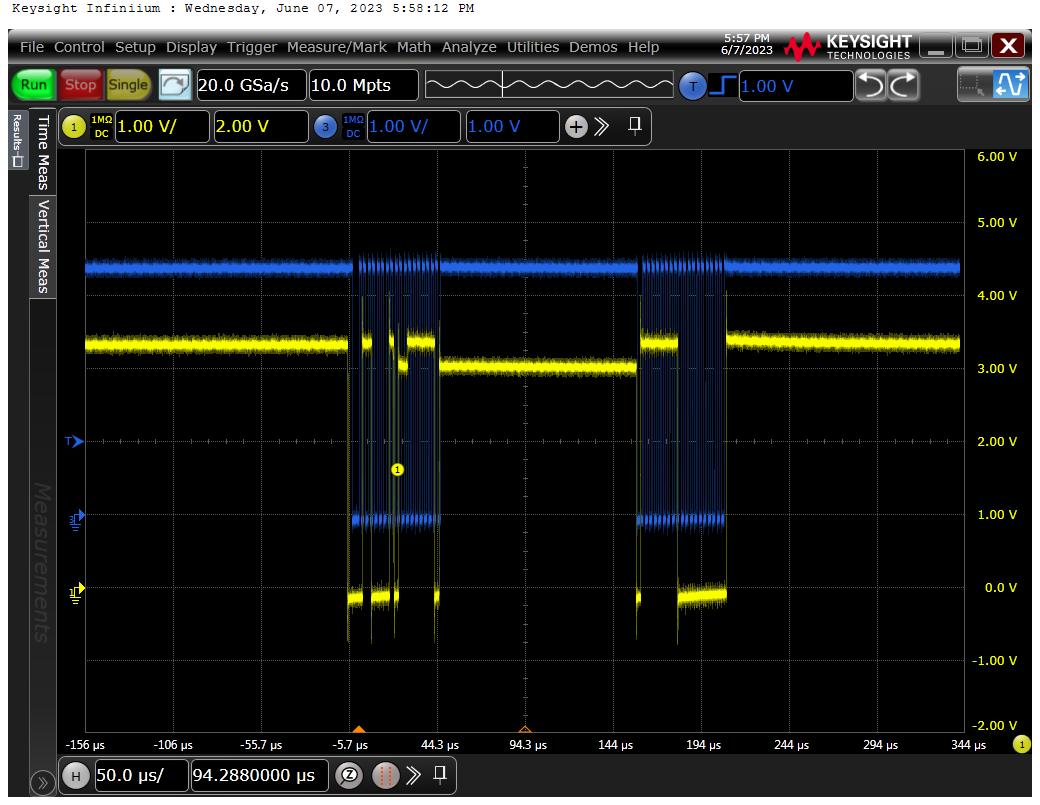 Keysight Infiniium : Wednesday, June 07, 2023 5:58:12 PM
File Control Setup Display Trigger Measure/Mark Math Analyze Utilities Demos Help
5:57 PM
6/7/2023
KEYSIGHT
TECHNOLOGIES
X
Run Stop Single 20.0 GSa/s 10.0 Mpts T 1.00 V
1 1MΩ DC 1.00 V/ 2.00 V 3 1MΩ DC 1.00 V/ 1.00 V
Results
Time Meas
Vertical Meas
Measurements
6.00 V
5.00 V
4.00 V
3.00 V
T 2.00 V
1
1.00 V
0.0 V
-1.00 V
-2.00 V
-156 µs -106 µs -55.7 µs -5.7 µs 44.3 µs 94.3 µs 144 µs 194 µs 244 µs 294 µs 344 µs 1
H 50.0 µs/ 94.2880000 µs Z